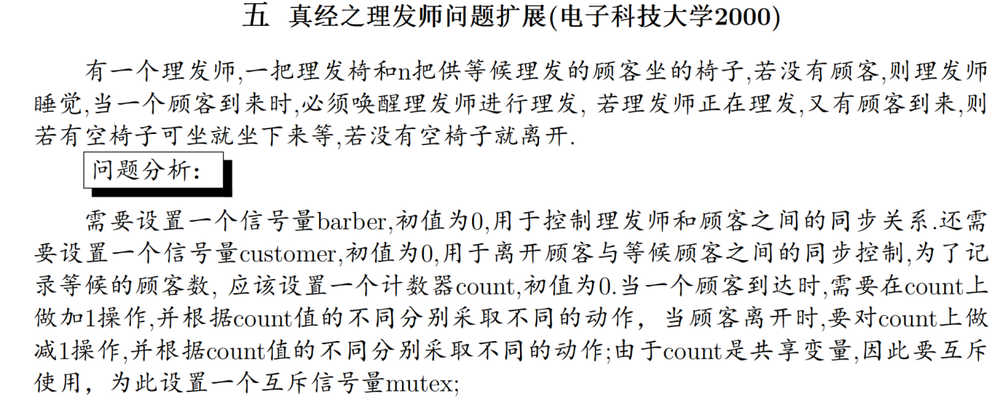 五 真经之理发师问题扩展(电子科技大学2000)
有一个理发师,一把理发椅和n把供等候理发的顾客坐的椅子,若没有顾客,则理发师
睡觉,当一个顾客到来时,必须唤醒理发师进行理发, 若理发师正在理发,又有顾客到来,则
若有空椅子可坐就坐下来等,若没有空椅子就离开.
问题分析：
需要设置一个信号量barber,初值为0,用于控制理发师和顾客之间的同步关系.还需
要设置一个信号量customer,初值为0,用于离开顾客与等候顾客之间的同步控制,为了记
录等候的顾客数, 应该设置一个计数器count,初值为0.当一个顾客到达时,需要在count上
做加1操作,并根据count值的不同分别采取不同的动作，当顾客离开时,要对count上做
减1操作,并根据count值的不同分别采取不同的动作;由于count是共享变量,因此要互斥
使用，为此设置一个互斥信号量mutex;